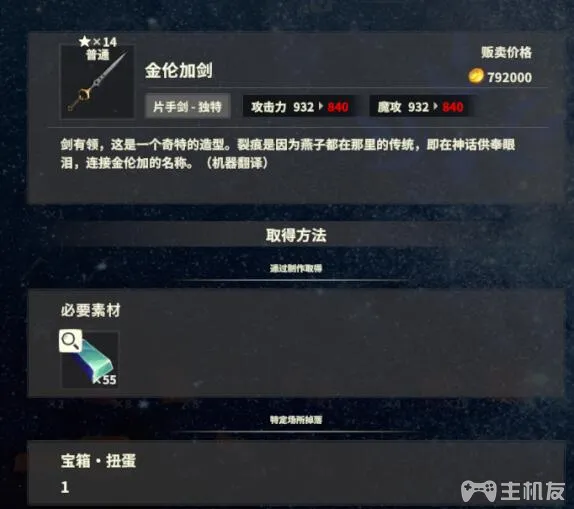 ★×14
普通
金伦加剑
贩卖价格
792000
片手剑 - 独特
攻击力 932 ▸ 840
魔攻 932 ▸ 840
剑有领，这是一个奇特的造型。裂痕是因为燕子都在那里的传统，即在神话供奉眼
泪，连接金伦加的名称。（机器翻译）
取得方法
通过制作取得
必要素材
×55
特定场所掉落
宝箱·扭蛋
1
主机友